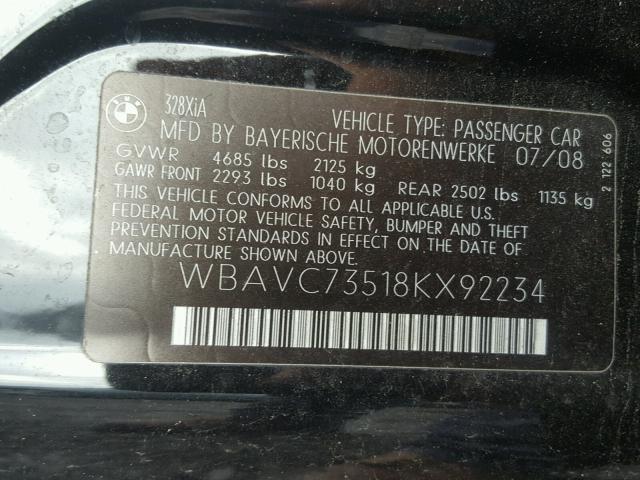 BMW
328XiA
VEHICLE TYPE: PASSENGER CAR
MFD BY BAYERISCHE MOTORENWERKE 07/08
GVWR 4685 lbs 2125 kg
GAWR FRONT 2293 lbs 1040 kg REAR 2502 lbs 1135 kg
THIS VEHICLE CONFORMS TO ALL APPLICABLE U.S.
FEDERAL MOTOR VEHICLE SAFETY, BUMPER AND THEFT
PREVENTION STANDARDS IN EFFECT ON THE DATE OF
MANUFACTURE SHOWN ABOVE.
WBAVC73518KX92234
2 122 606